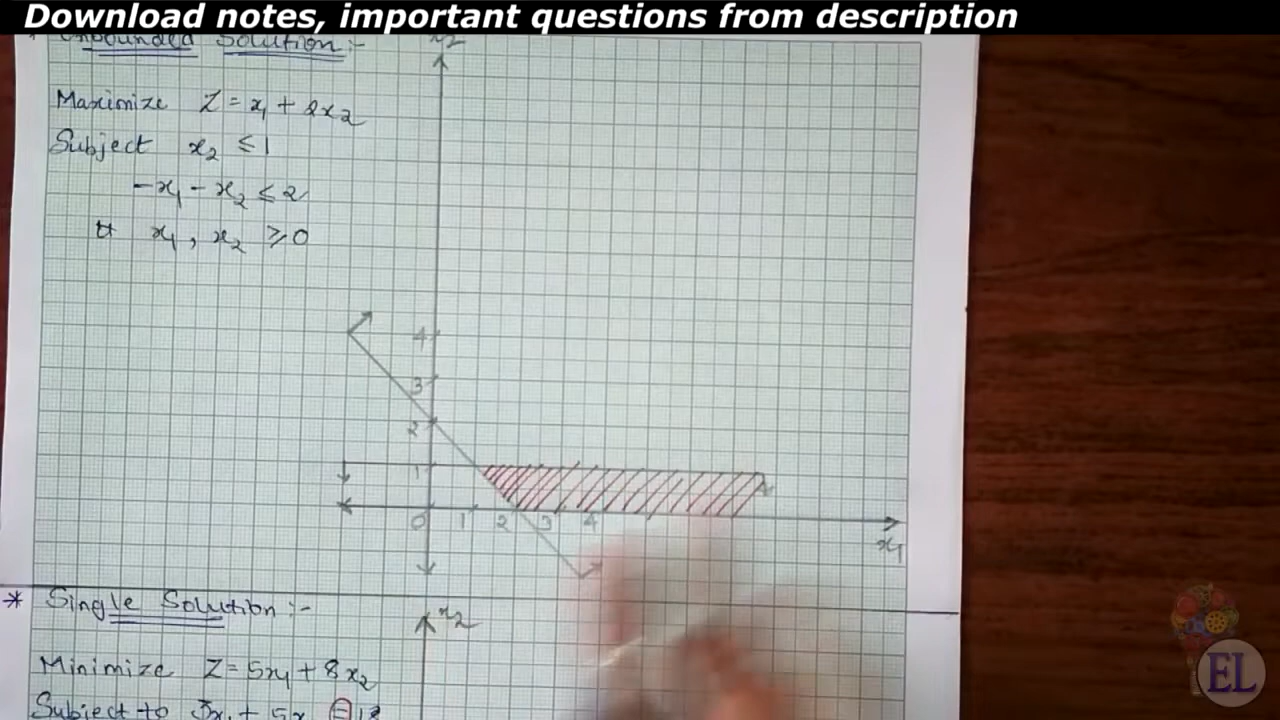 Download notes, important questions from description
* Unbounded Solution :-
x2
Maximize Z = x₁ + 2x₂
Subject x₂ ≤ 1
-x₁ - x₂ ≤ 2
x₁, x₂ ≥ 0
4
3
2
1
0 1 2 3 4
x₁
* Single Solution :-
x₂
Minimize Z = 5x₁ + 8x₂
Subject to
EL